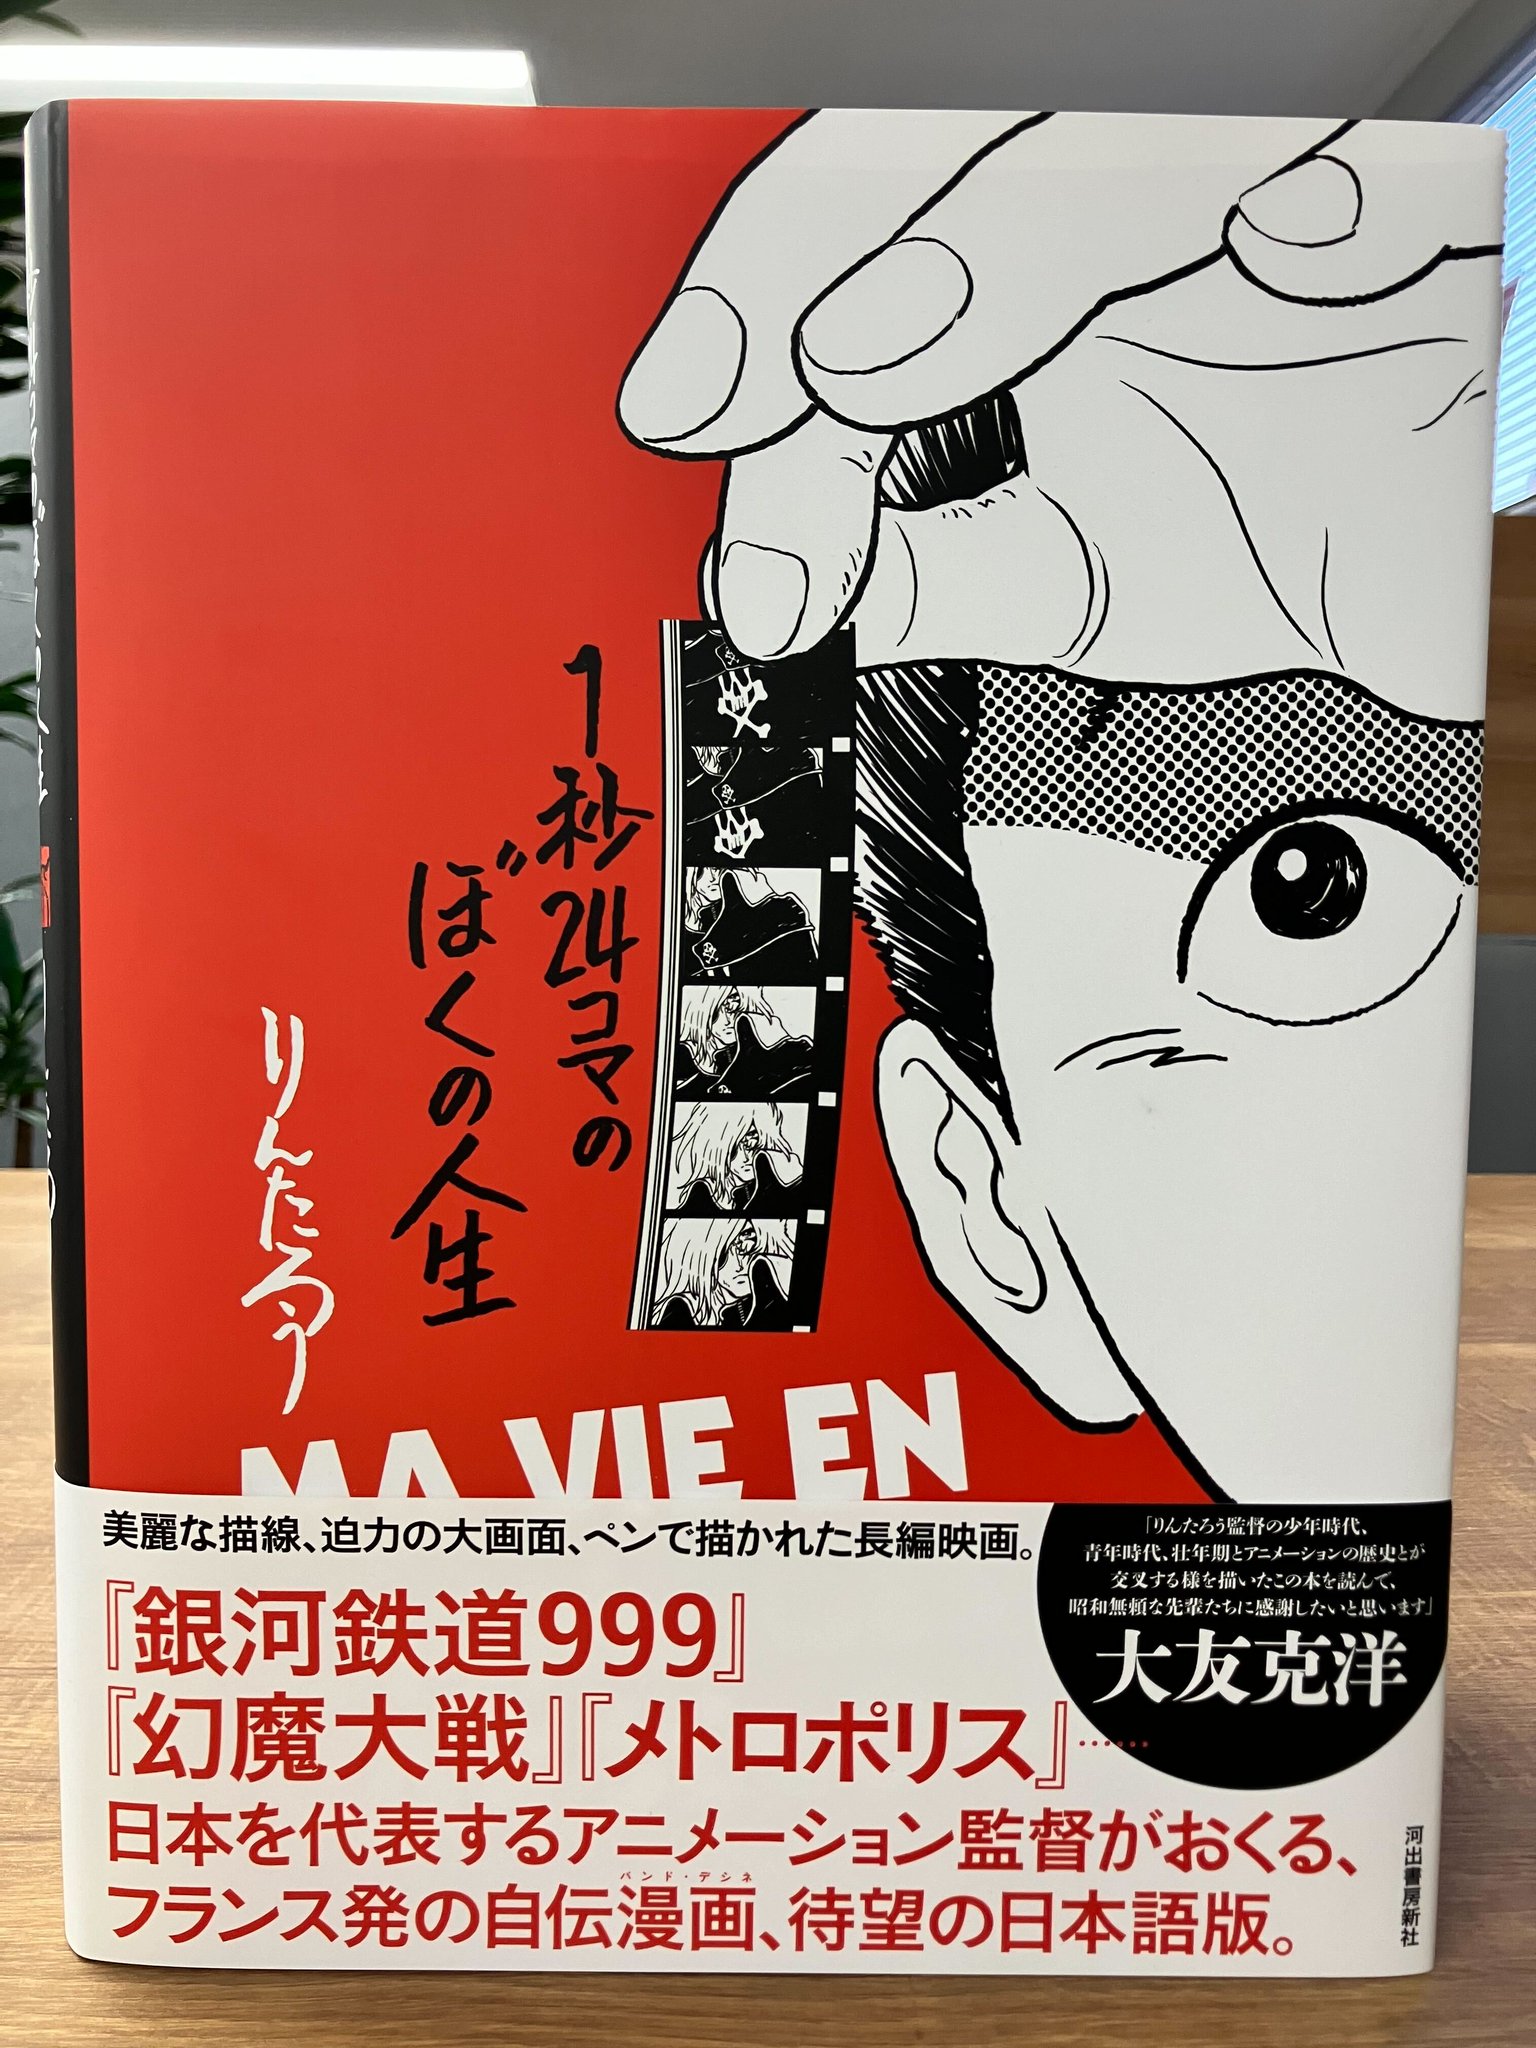 1秒24コマの
ぼくの人生
りんたろう
MA VIE EN
美麗な描線、迫力の大画面、ペンで描かれた長編映画。
『銀河鉄道999』
『幻魔大戦』『メトロポリス』……
日本を代表するアニメーション監督がおくる、
バンド・デシネ
フランス発の自伝漫画、待望の日本語版。
「りんたろう監督の少年時代、
青年時代、壮年期とアニメーションの歴史とが
交叉する様を描いたこの本を読んで、
昭和無頼な先輩たちに感謝したいと思います」
大友克洋
河出書房新社